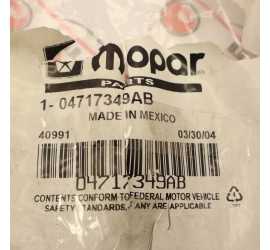 mopar
PARTS
1- 04717349AB
MADE IN MEXICO
40991 03/30/04
04717349AB
CONTENTS CONFORM TO FEDERAL MOTOR VEHICLE
SAFETY STANDARDS, IF ANY ARE APPLICABLE